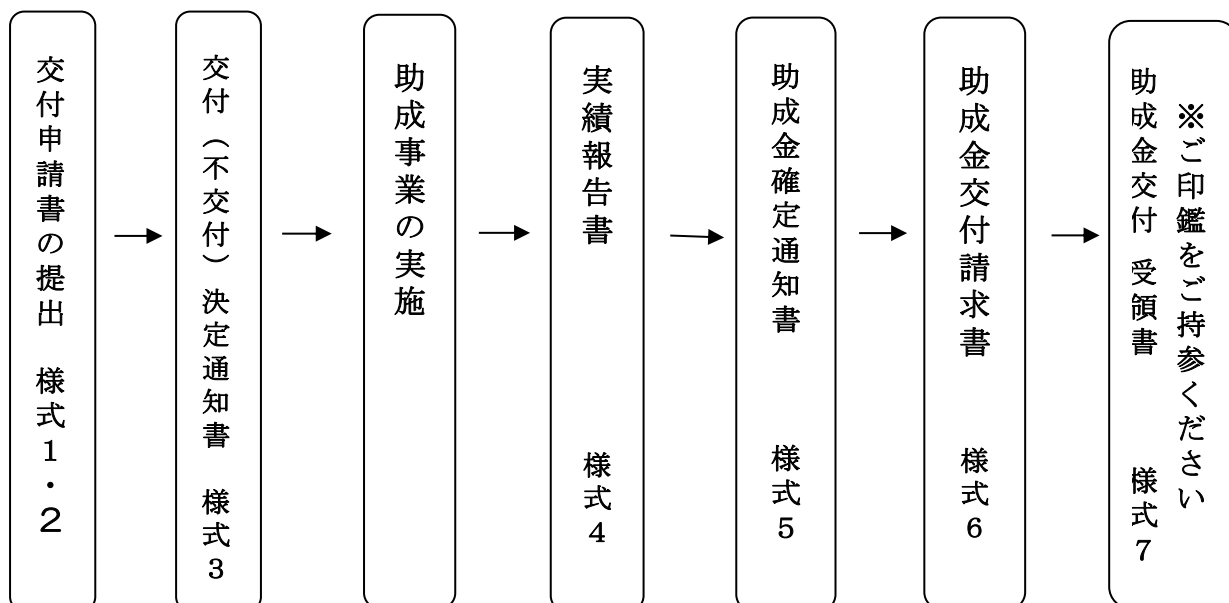 交付申請書の提出　様式1・2
交付（不交付）決定通知書　様式3
助成事業の実施
実績報告書　様式4
助成金確定通知書　様式5
助成金交付請求書　様式6
※ご印鑑をご持参ください
助成金交付 受領書　様式7